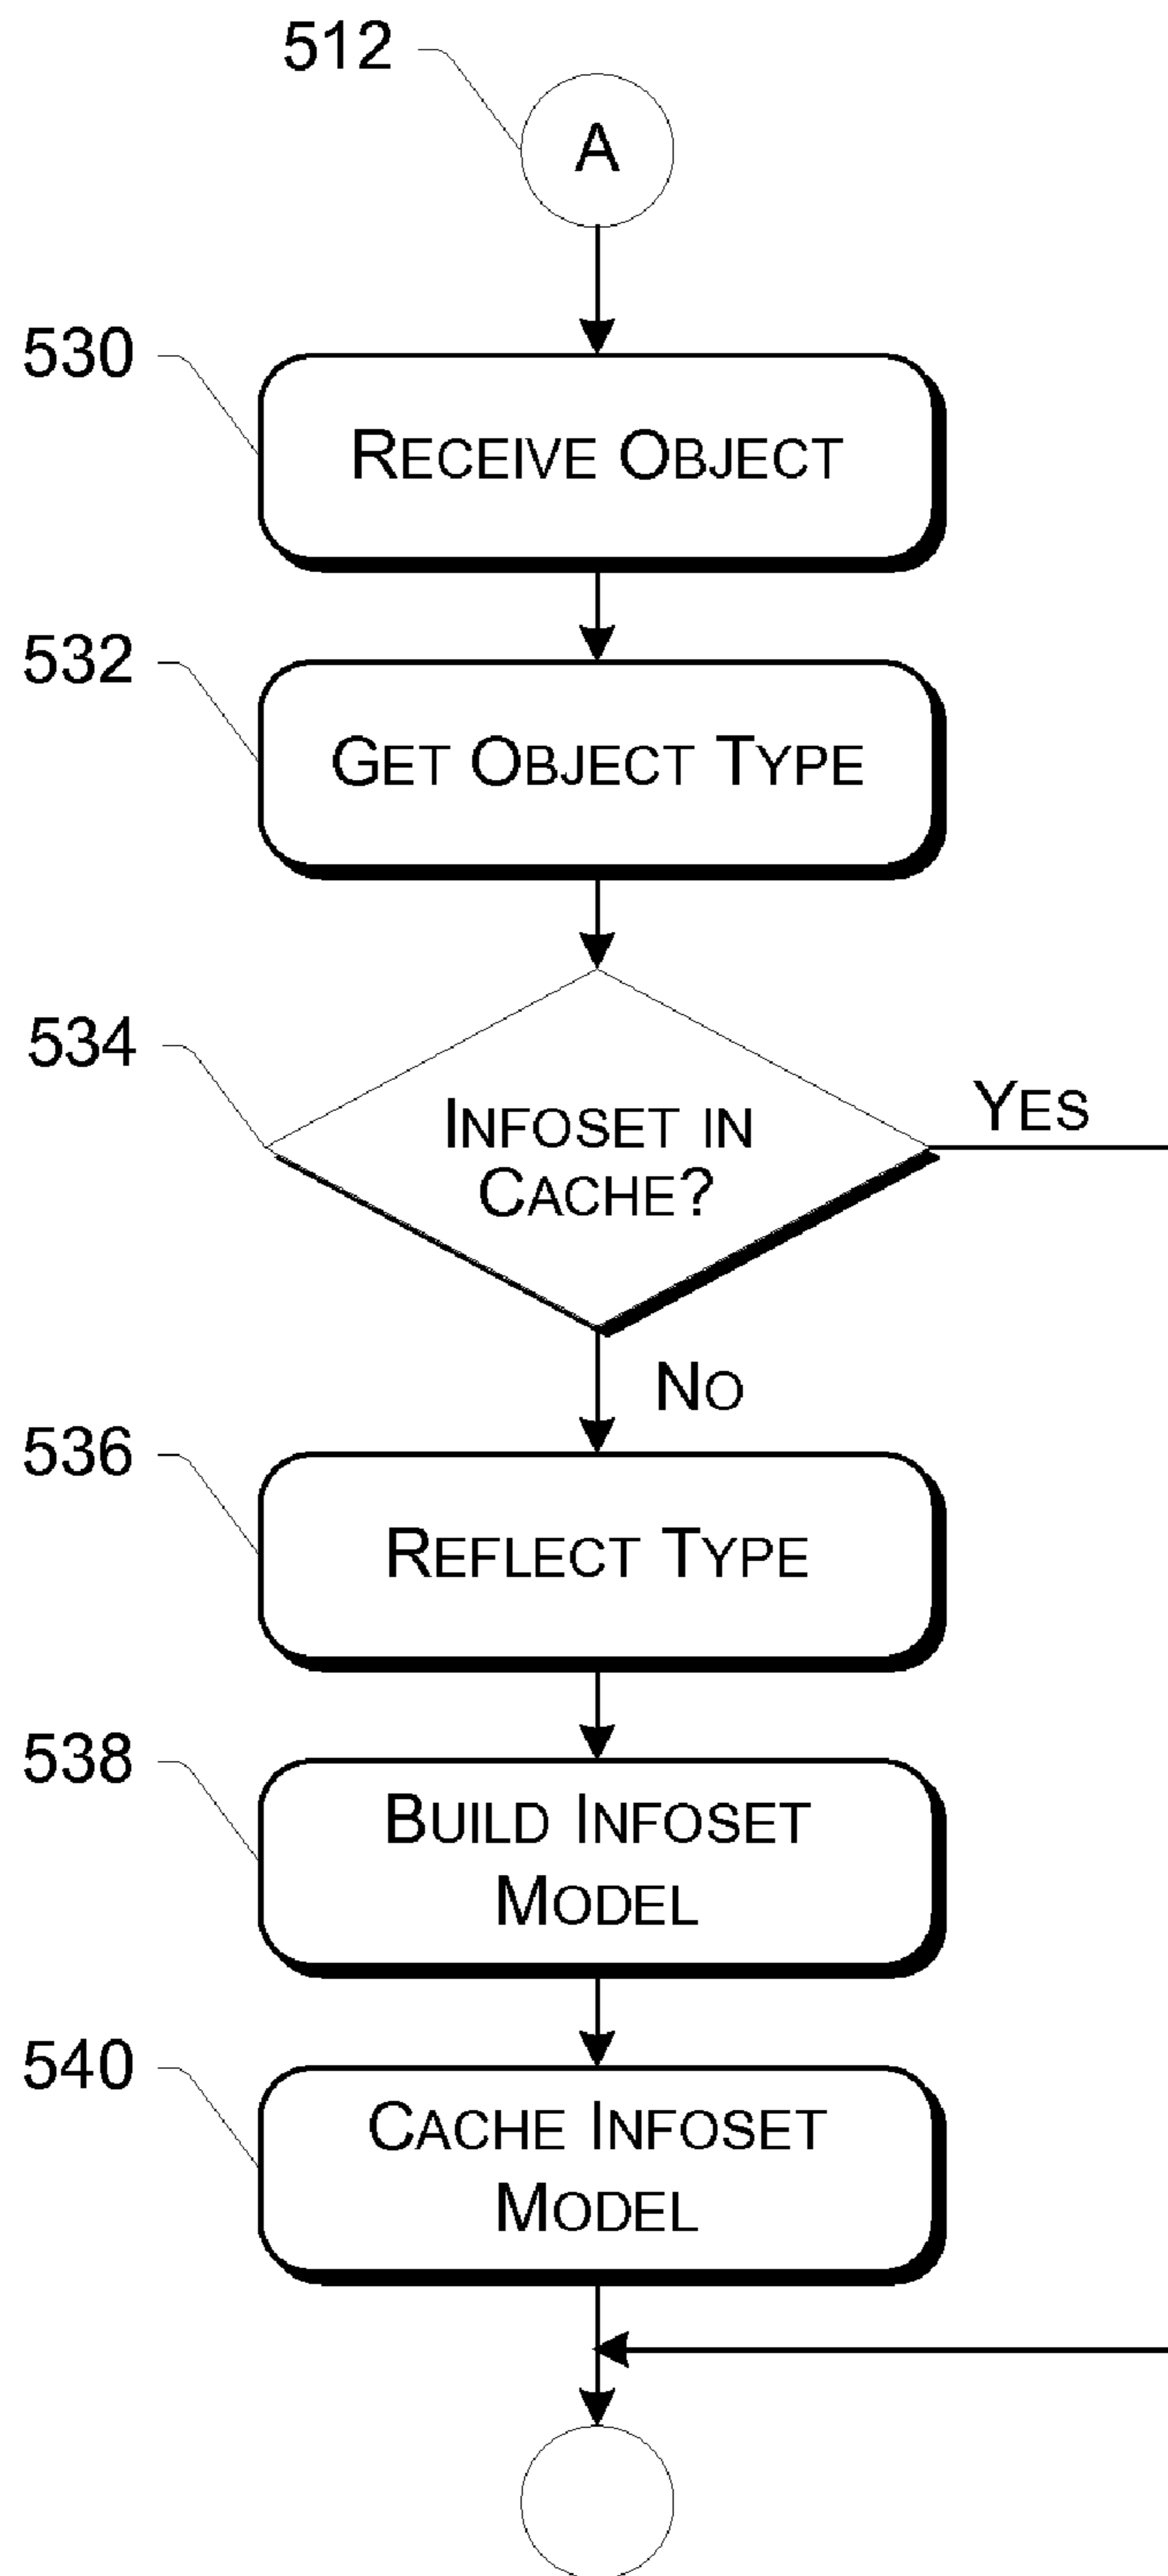 512
A
530
RECEIVE OBJECT
532
GET OBJECT TYPE
534
INFOSET IN
CACHE?
YES
NO
536
REFLECT TYPE
538
BUILD INFOSET
MODEL
540
CACHE INFOSET
MODEL